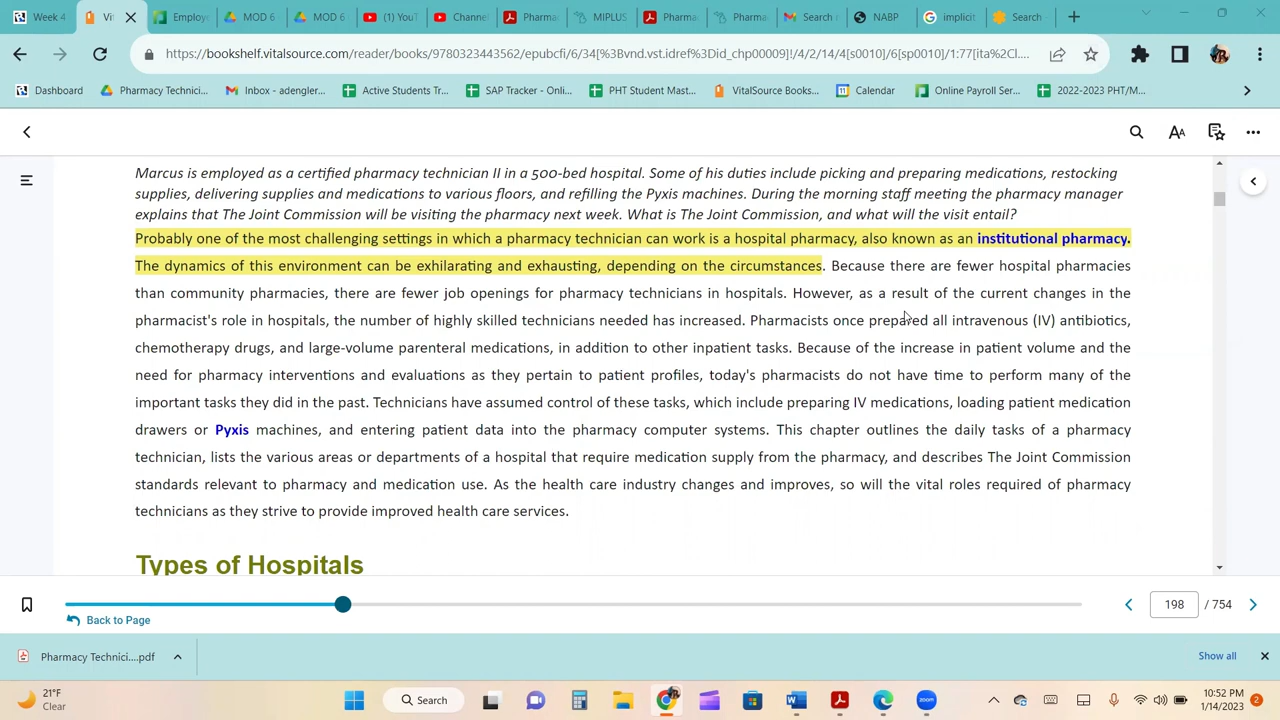 Week 4
Vit
Employe
MOD 6
MOD 6
(1) YouT
Channel
Pharma
MIPLUS
Pharma
Pharma
Search r
NABP
implicit
Search
https://bookshelf.vitalsource.com/reader/books/9780323443562/epubcfi/6/34[%3Bvnd.vst.idref%3Did_chp00009]!/4/2/14/4[s0010]/6[sp0010]/1:77[ita%2Cl...
Dashboard
Pharmacy Technici...
Inbox - adengler...
Active Students Tr...
SAP Tracker - Onli...
PHT Student Mast...
VitalSource Books...
Calendar
Online Payroll Ser...
2022-2023 PHT/M...
Marcus is employed as a certified pharmacy technician II in a 500-bed hospital. Some of his duties include picking and preparing medications, restocking
supplies, delivering supplies and medications to various floors, and refilling the Pyxis machines. During the morning staff meeting the pharmacy manager
explains that The Joint Commission will be visiting the pharmacy next week. What is The Joint Commission, and what will the visit entail?
Probably one of the most challenging settings in which a pharmacy technician can work is a hospital pharmacy, also known as an institutional pharmacy.
The dynamics of this environment can be exhilarating and exhausting, depending on the circumstances. Because there are fewer hospital pharmacies
than community pharmacies, there are fewer job openings for pharmacy technicians in hospitals. However, as a result of the current changes in the
pharmacist's role in hospitals, the number of highly skilled technicians needed has increased. Pharmacists once prepared all intravenous (IV) antibiotics,
chemotherapy drugs, and large-volume parenteral medications, in addition to other inpatient tasks. Because of the increase in patient volume and the
need for pharmacy interventions and evaluations as they pertain to patient profiles, today's pharmacists do not have time to perform many of the
important tasks they did in the past. Technicians have assumed control of these tasks, which include preparing IV medications, loading patient medication
drawers or Pyxis machines, and entering patient data into the pharmacy computer systems. This chapter outlines the daily tasks of a pharmacy
technician, lists the various areas or departments of a hospital that require medication supply from the pharmacy, and describes The Joint Commission
standards relevant to pharmacy and medication use. As the health care industry changes and improves, so will the vital roles required of pharmacy
technicians as they strive to provide improved health care services.
Types of Hospitals
198 / 754
Back to Page
Pharmacy Technici....pdf
Show all
21°F
Clear
Search
zoom
10:52 PM
1/14/2023
2